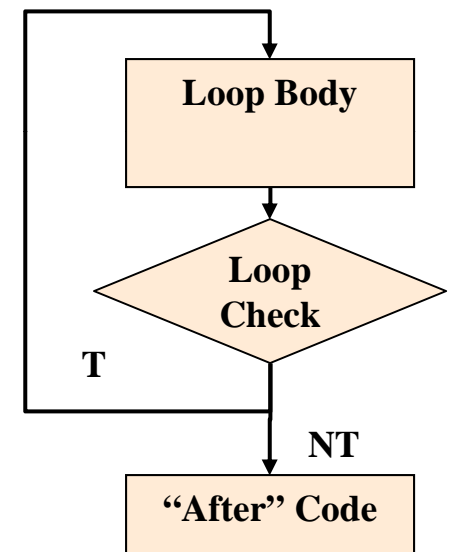 Loop Body
Loop
Check
T
NT
“After” Code